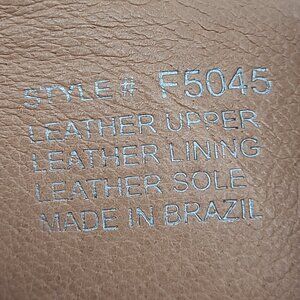 STYLE# F5045
LEATHER UPPER
LEATHER LINING
LEATHER SOLE
MADE IN BRAZIL